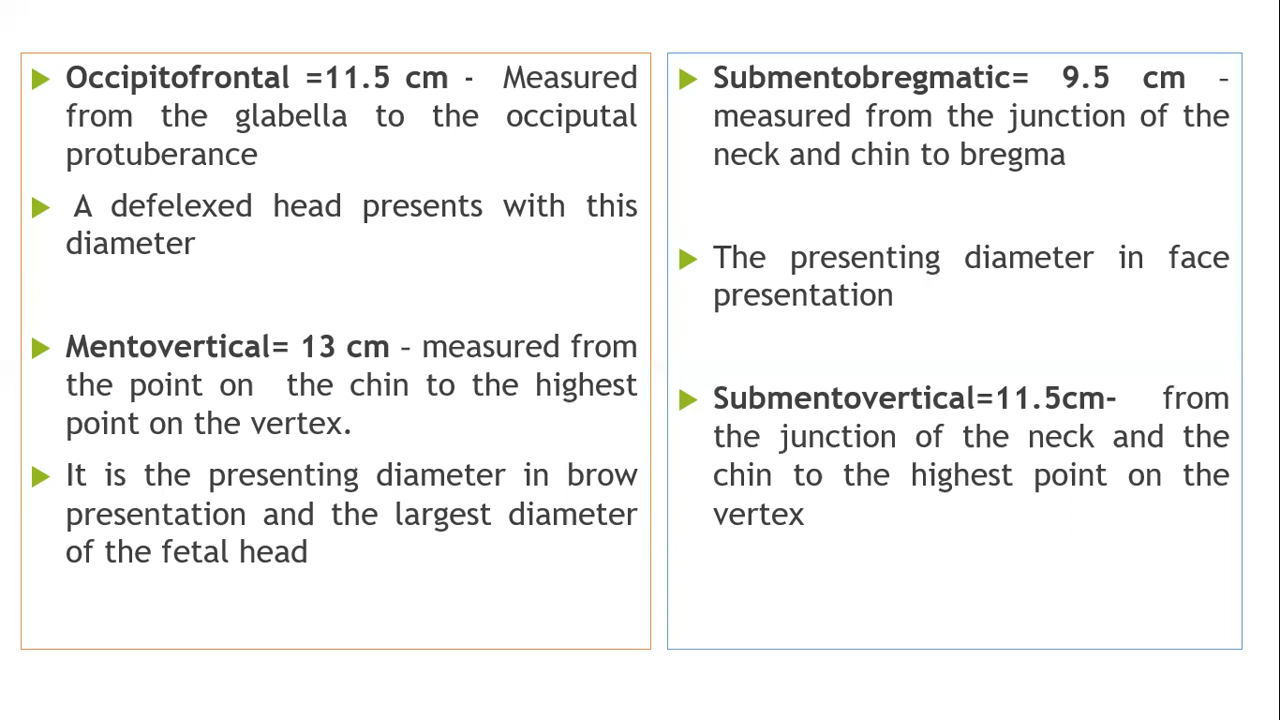 Occipitofrontal =11.5 cm - Measured
from the glabella to the occiputal
protuberance
A defelexed head presents with this
diameter
Mentovertical= 13 cm – measured from
the point on the chin to the highest
point on the vertex.
It is the presenting diameter in brow
presentation and the largest diameter
of the fetal head
Submentobregmatic= 9.5 cm –
measured from the junction of the
neck and chin to bregma
The presenting diameter in face
presentation
Submentovertical=11.5cm- from
the junction of the neck and the
chin to the highest point on the
vertex